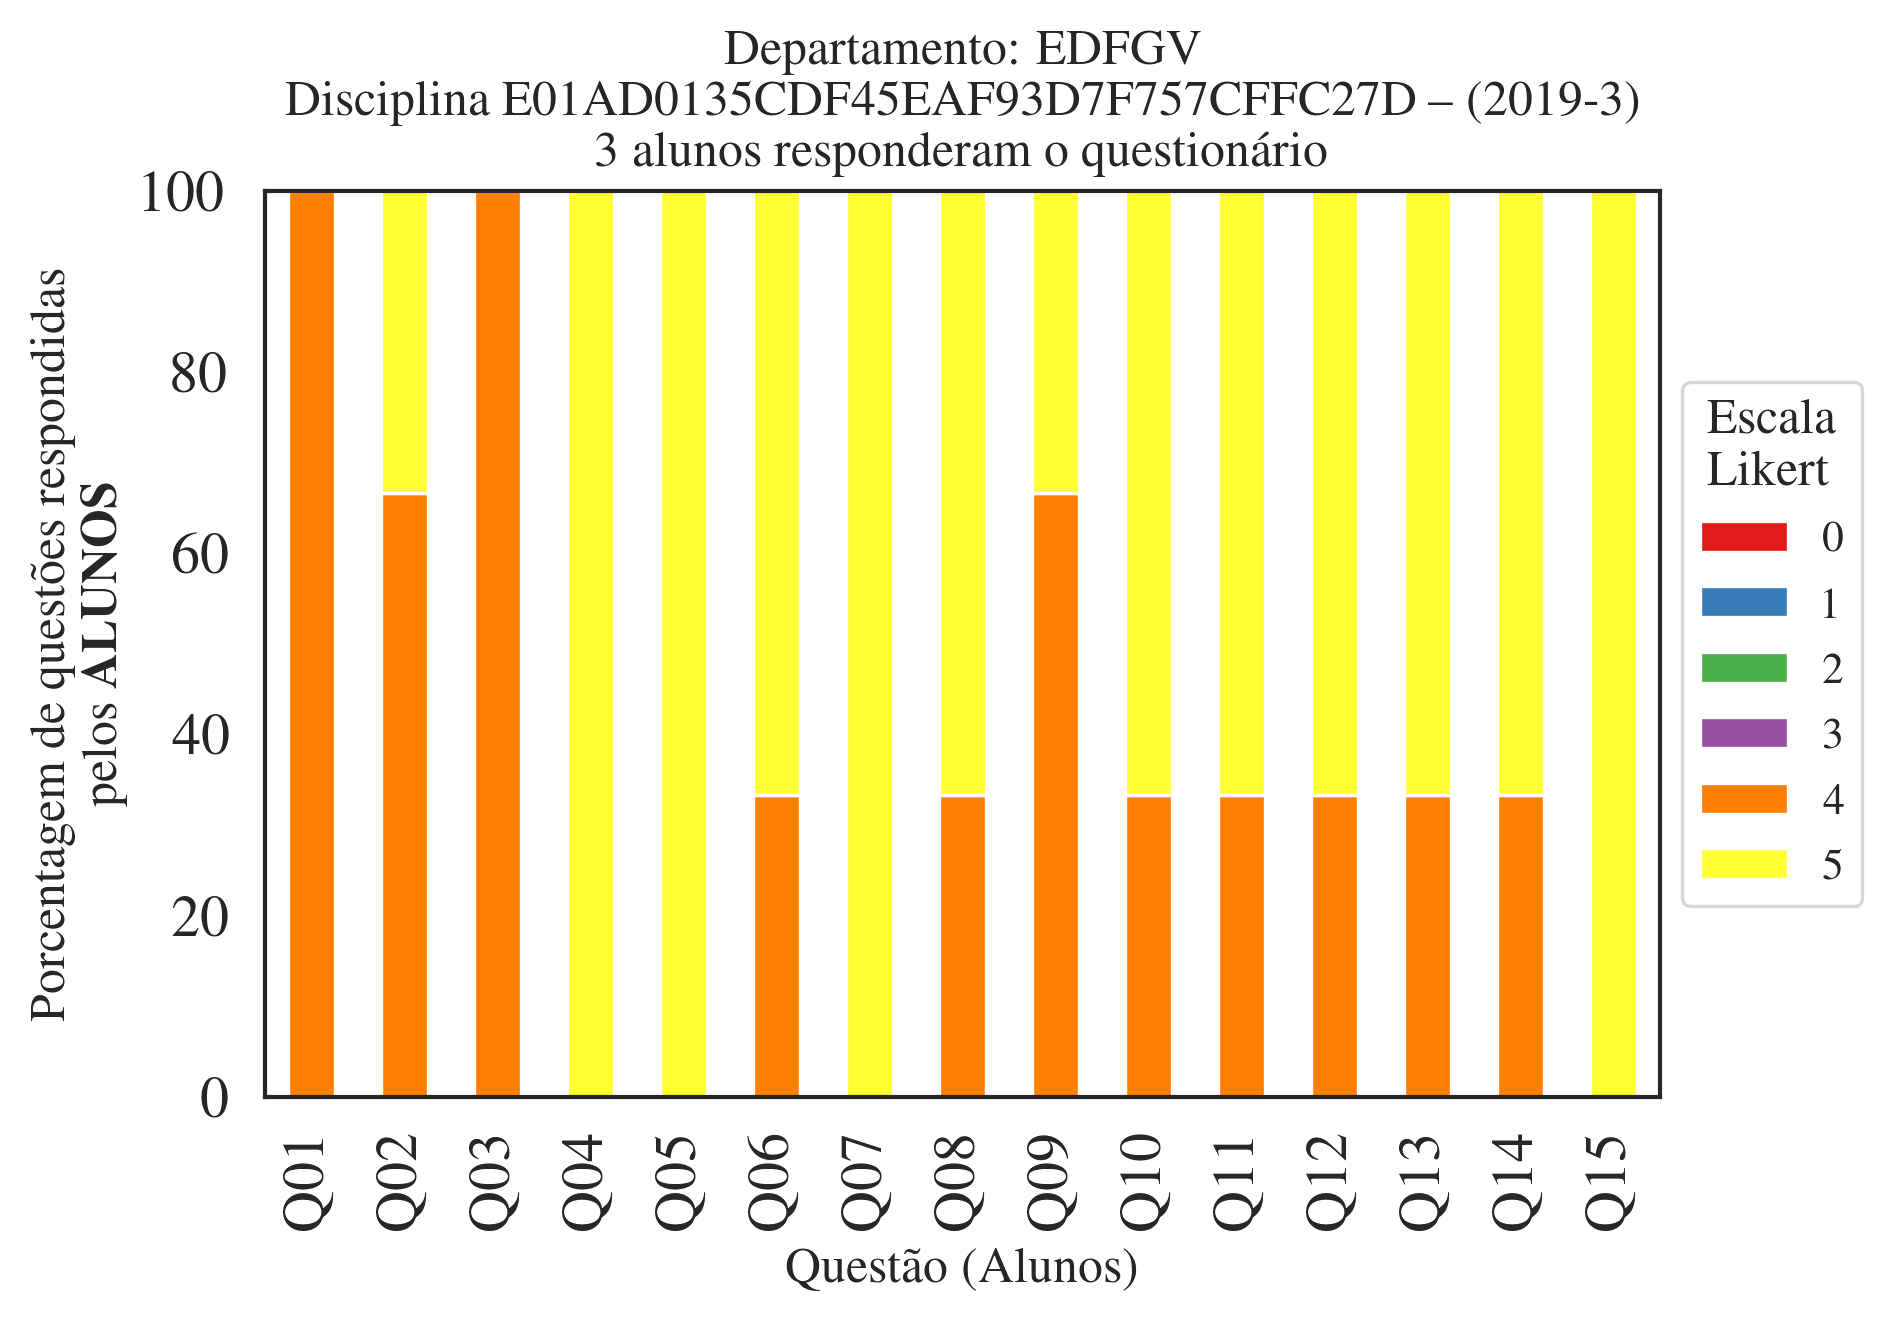 Departamento: EDFGV
Disciplina E01AD0135CDF45EAF93D7F757CFFC27D – (2019-3)
3 alunos responderam o questionário
Porcentagem de questões respondidas
pelos ALUNOS
100
80
60
40
20
0
Q01
Q02
Q03
Q04
Q05
Q06
Q07
Q08
Q09
Q10
Q11
Q12
Q13
Q14
Q15
Questão (Alunos)
Escala
Likert
0
1
2
3
4
5